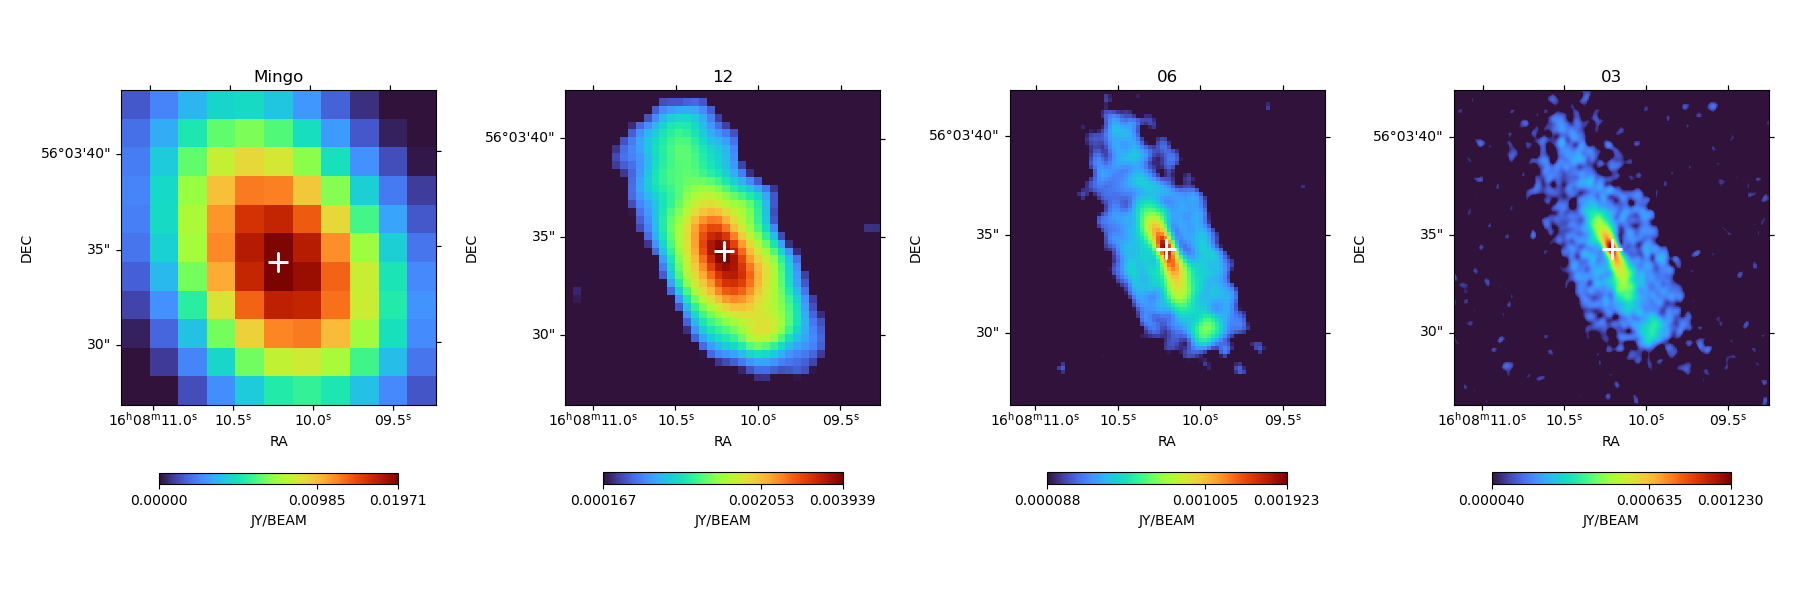 Mingo
56°03'40"
35"
30"
DEC
16ʰ08ᵐ11.0ˢ 10.5ˢ 10.0ˢ 09.5ˢ
RA
0.00000 0.00985 0.01971
JY/BEAM
12
56°03'40"
35"
30"
DEC
16ʰ08ᵐ11.0ˢ 10.5ˢ 10.0ˢ 09.5ˢ
RA
0.000167 0.002053 0.003939
JY/BEAM
06
56°03'40"
35"
30"
16ʰ08ᵐ11.0ˢ 10.5ˢ 10.0ˢ 09.5ˢ
RA
0.000088 0.001005 0.001923
JY/BEAM
03
56°03'40"
35"
30"
DEC
16ʰ08ᵐ11.0ˢ 10.5ˢ 10.0ˢ 09.5ˢ
RA
0.000040 0.000635 0.001230
JY/BEAM